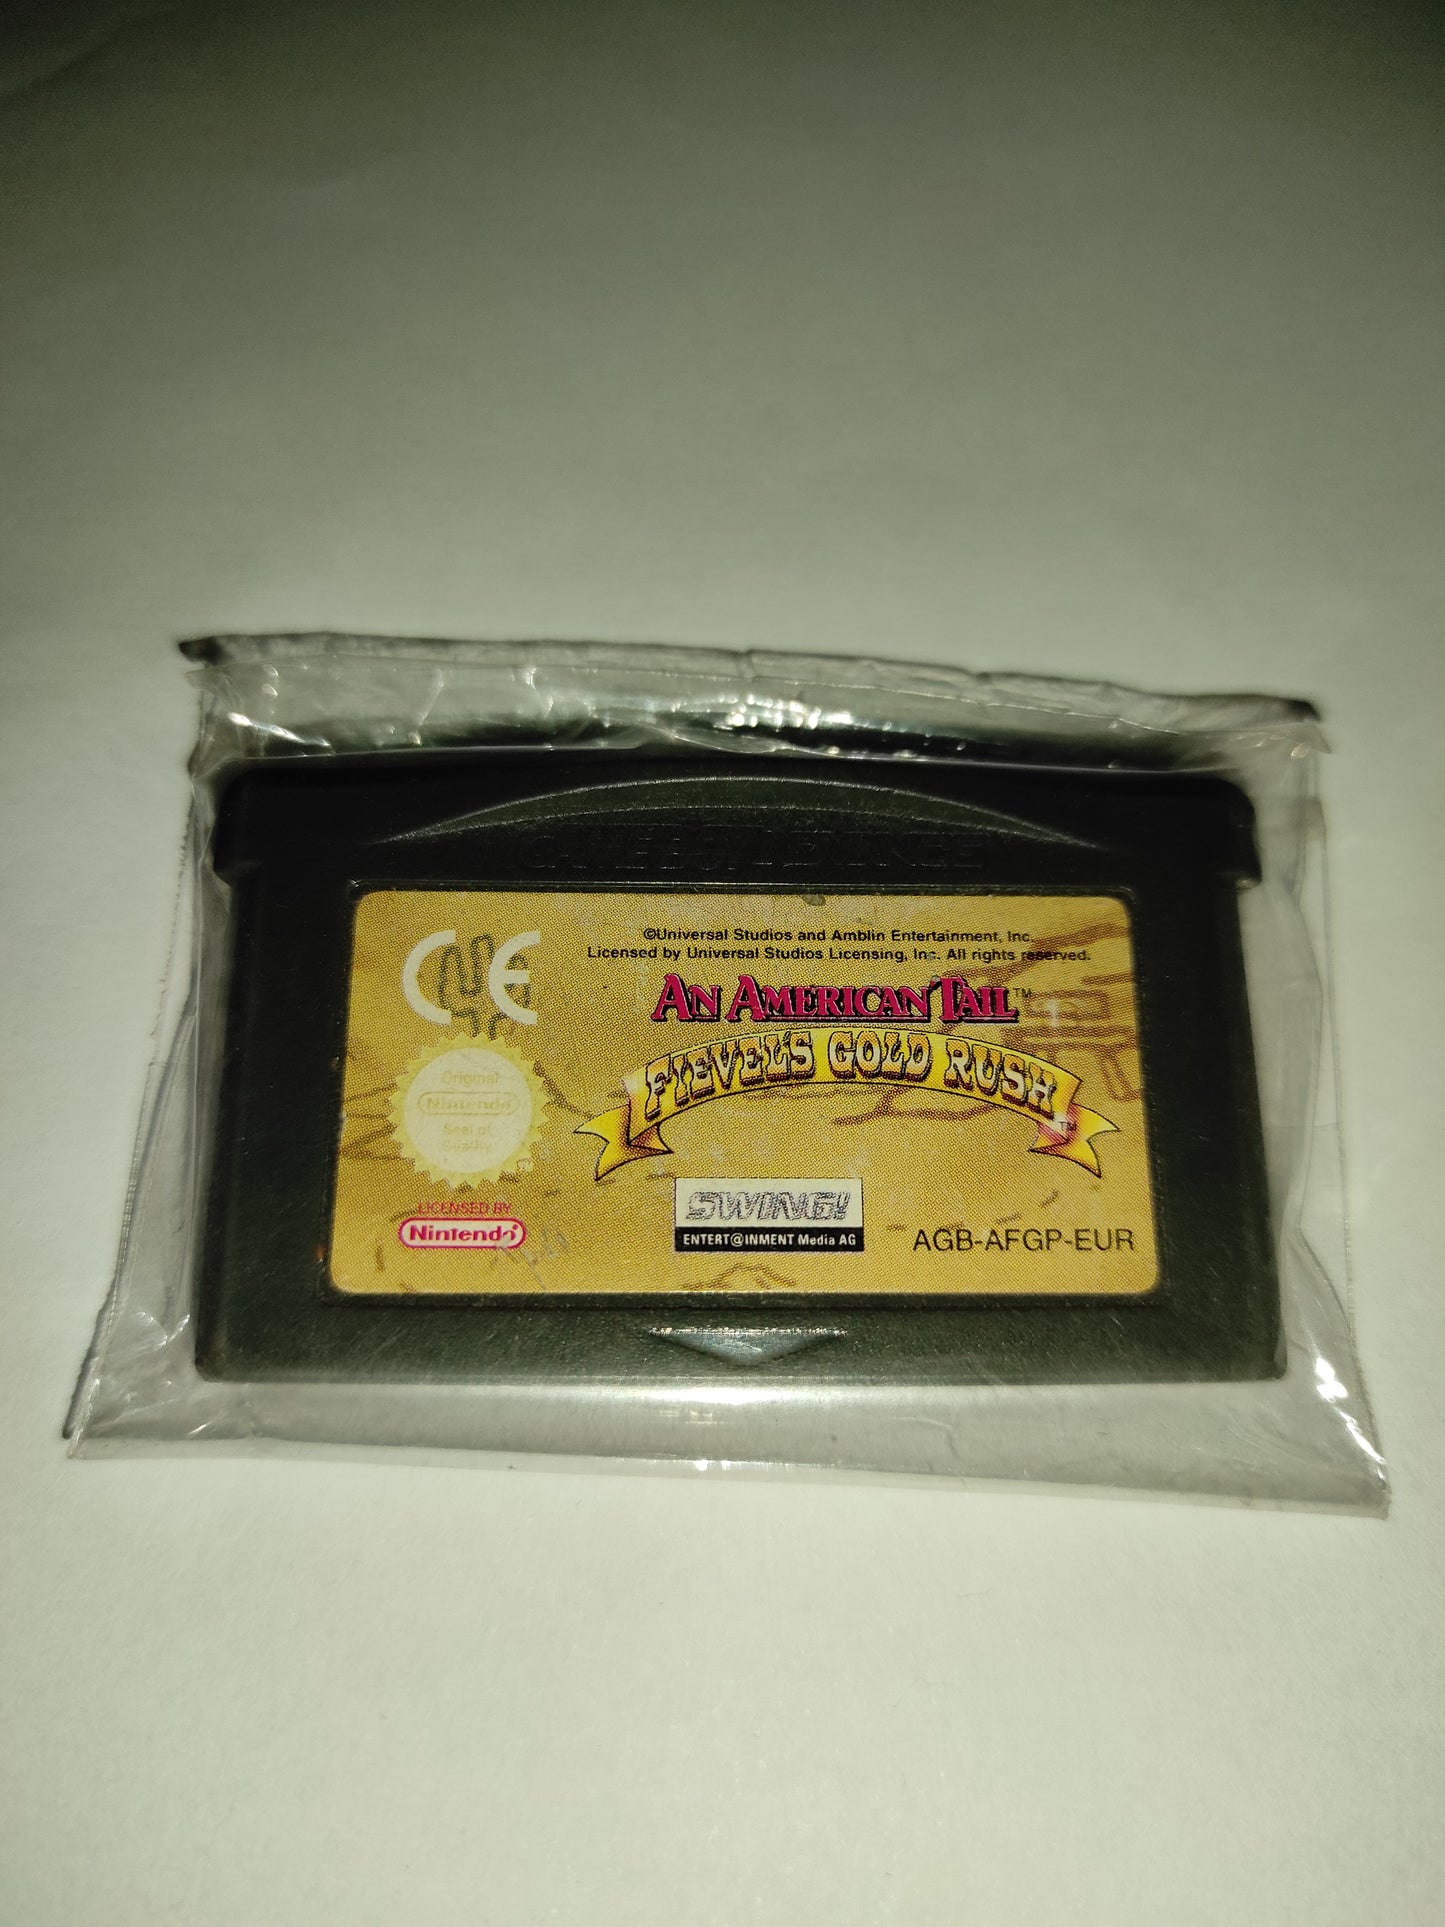 GAME BOY ADVANCE
©Universal Studios and Amblin Entertainment, Inc.
Licensed by Universal Studios Licensing, Inc. All rights reserved.
CE
AN AMERICAN TAIL™
FIEVEL'S GOLD RUSH™
Original
Nintendo
Seal of
Quality
LICENSED BY
Nintendo
SWING!
ENTERT@INMENT Media AG
AGB-AFGP-EUR